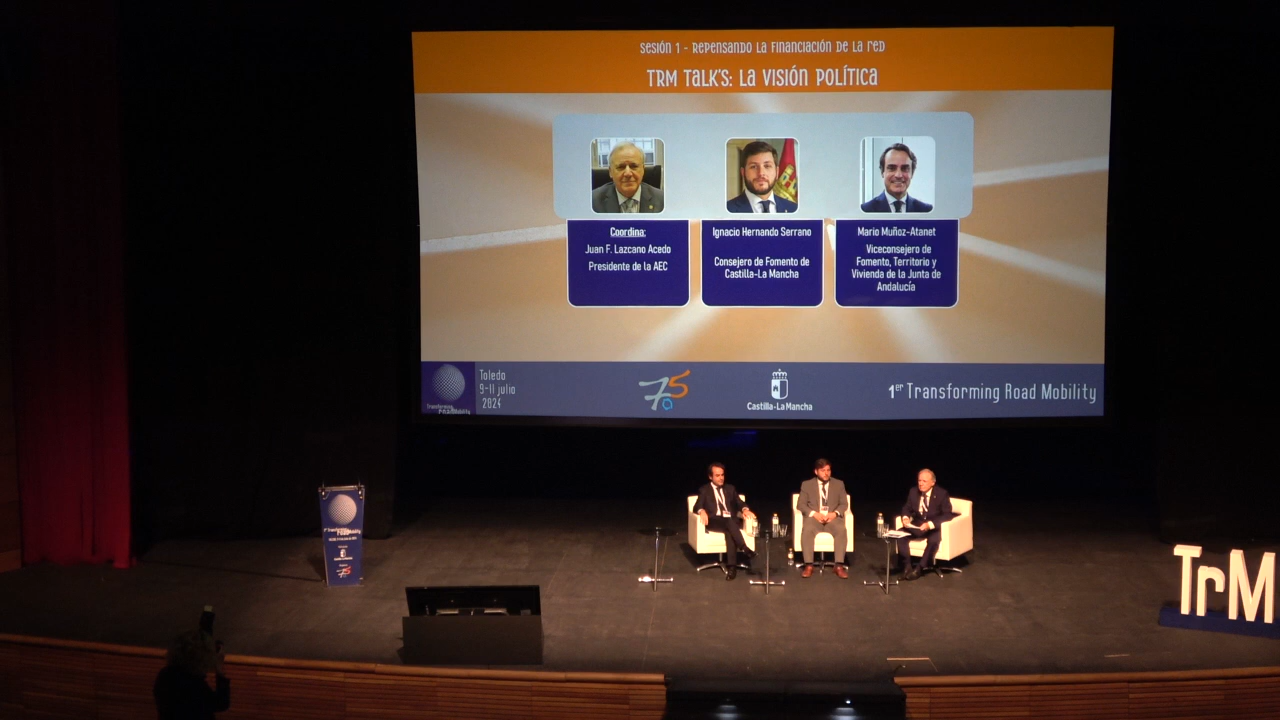 Sesión 1 - Repensando la financiación de la red
TRM Talk's: La visión política
Coordina:
Juan F. Lazcano Acedo
Presidente de la AEC
Ignacio Hernando Serrano
Consejero de Fomento de
Castilla-La Mancha
Mario Muñoz-Atanet
Viceconsejero de
Fomento, Territorio y
Vivienda de la Junta de
Andalucía
Transforming
roadMobility
Toledo
9-11 julio
2024
75
Castilla-La Mancha
1er Transforming Road Mobility
TrM